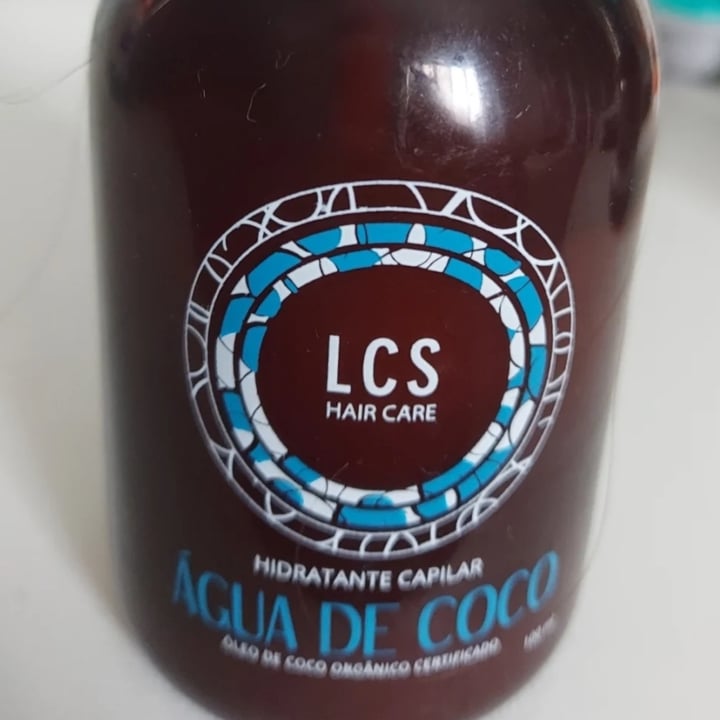 LCS
HAIR CARE
HIDRATANTE CAPILAR
ÁGUA DE COCO
ÓLEO DE COCO ORGÂNICO CERTIFICADO